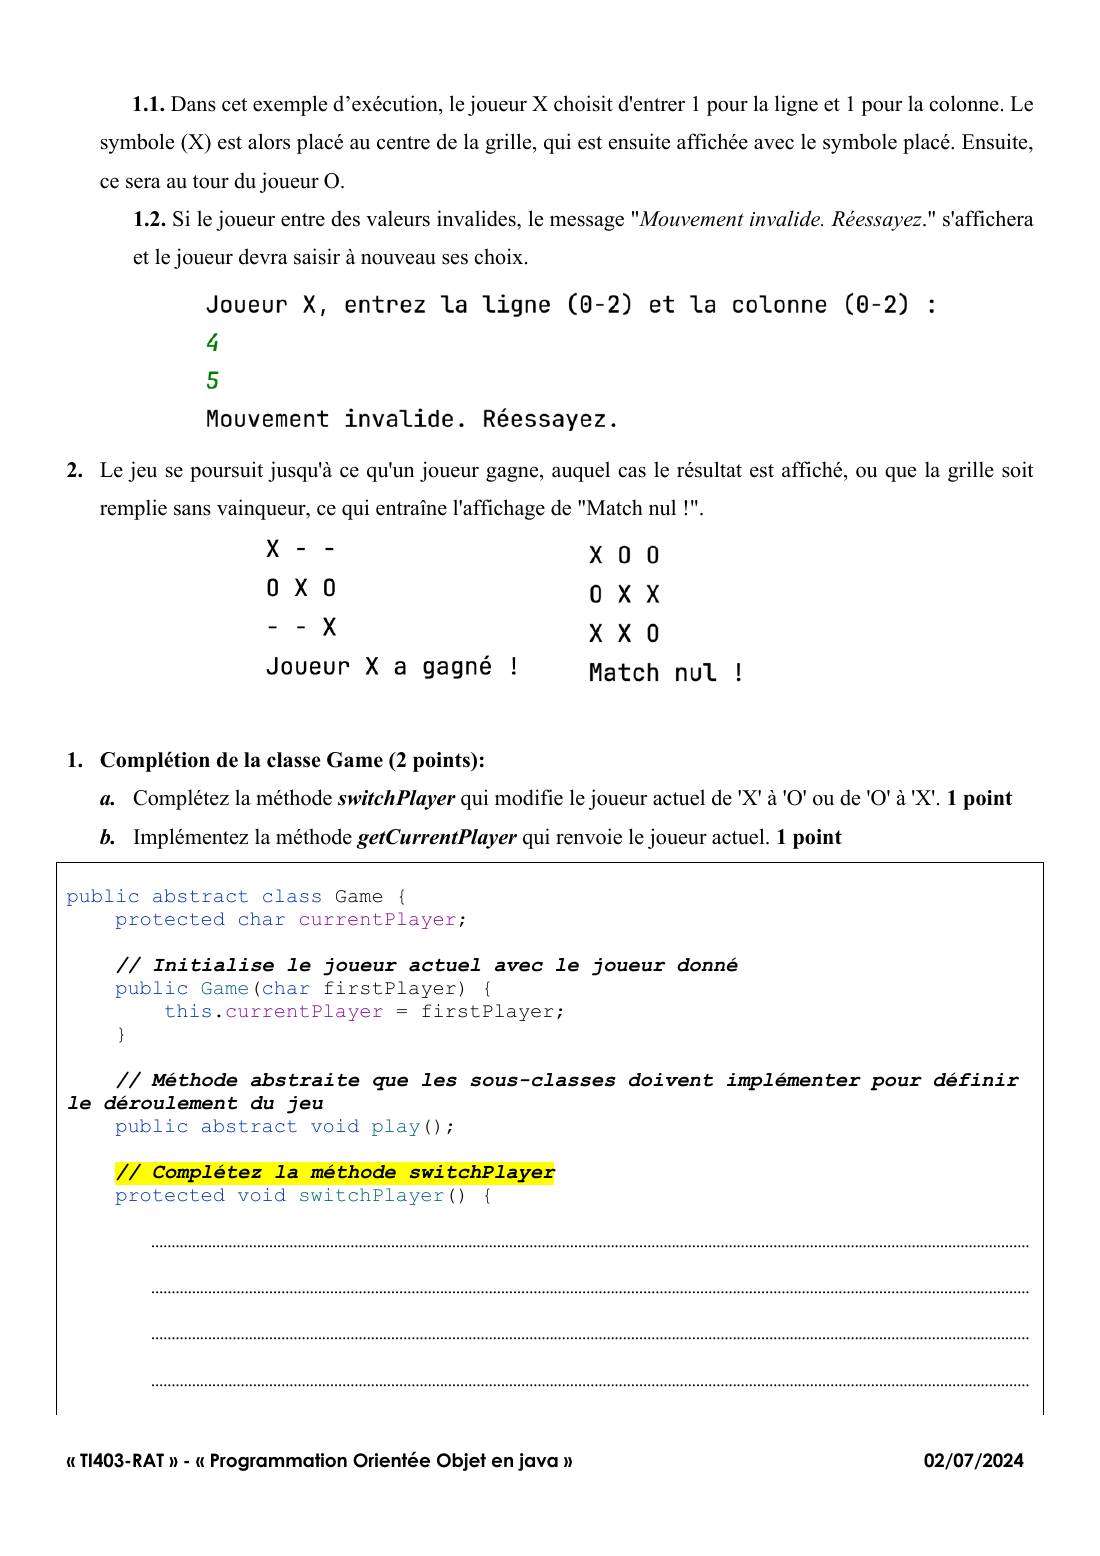 1.1. Dans cet exemple d’exécution, le joueur X choisit d'entrer 1 pour la ligne et 1 pour la colonne. Le
symbole (X) est alors placé au centre de la grille, qui est ensuite affichée avec le symbole placé. Ensuite,
ce sera au tour du joueur O.
1.2. Si le joueur entre des valeurs invalides, le message "Mouvement invalide. Réessayez." s'affichera
et le joueur devra saisir à nouveau ses choix.
Joueur X, entrez la ligne (0-2) et la colonne (0-2) :
4
5
Mouvement invalide. Réessayez.
2. Le jeu se poursuit jusqu'à ce qu'un joueur gagne, auquel cas le résultat est affiché, ou que la grille soit
remplie sans vainqueur, ce qui entraîne l'affichage de "Match nul !".
X - -
O X O
- - X
Joueur X a gagné !
X O O
O X X
X X O
Match nul !
1. Complétion de la classe Game (2 points):
a. Complétez la méthode switchPlayer qui modifie le joueur actuel de 'X' à 'O' ou de 'O' à 'X'. 1 point
b. Implémentez la méthode getCurrentPlayer qui renvoie le joueur actuel. 1 point
public abstract class Game {
protected char currentPlayer;
// Initialise le joueur actuel avec le joueur donné
public Game(char firstPlayer) {
this.currentPlayer = firstPlayer;
}
// Méthode abstraite que les sous-classes doivent implémenter pour définir
le déroulement du jeu
public abstract void play();
// Complétez la méthode switchPlayer
protected void switchPlayer() {
« TI403-RAT » - « Programmation Orientée Objet en java »
02/07/2024